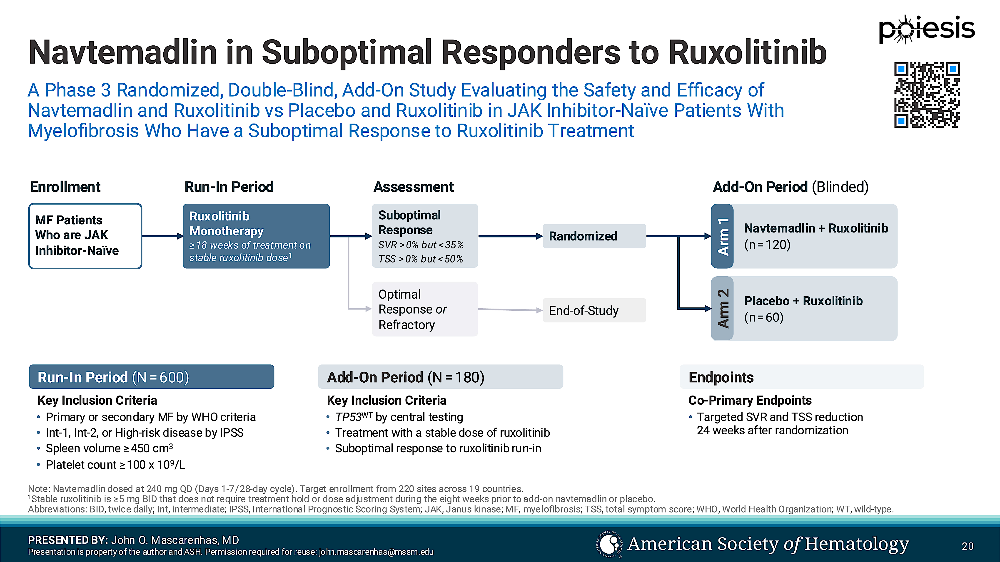 poiesis
Navtemadlin in Suboptimal Responders to Ruxolitinib
A Phase 3 Randomized, Double-Blind, Add-On Study Evaluating the Safety and Efficacy of
Navtemadlin and Ruxolitinib vs Placebo and Ruxolitinib in JAK Inhibitor-Naïve Patients With
Myelofibrosis Who Have a Suboptimal Response to Ruxolitinib Treatment
Enrollment
MF Patients
Who are JAK
Inhibitor-Naïve
Run-In Period
Ruxolitinib
Monotherapy
≥18 weeks of treatment on
stable ruxolitinib dose¹
Assessment
Suboptimal
Response
SVR >0% but <35%
TSS >0% but <50%
Optimal
Response or
Refractory
Randomized
End-of-Study
Add-On Period (Blinded)
Arm 1
Navtemadlin + Ruxolitinib
(n=120)
Arm 2
Placebo + Ruxolitinib
(n=60)
Run-In Period (N=600)
Key Inclusion Criteria
• Primary or secondary MF by WHO criteria
• Int-1, Int-2, or High-risk disease by IPSS
• Spleen volume ≥450 cm³
• Platelet count ≥100 x 10⁹/L
Add-On Period (N=180)
Key Inclusion Criteria
• TP53ᵂᵀ by central testing
• Treatment with a stable dose of ruxolitinib
• Suboptimal response to ruxolitinib run-in
Endpoints
Co-Primary Endpoints
• Targeted SVR and TSS reduction
24 weeks after randomization
Note: Navtemadlin dosed at 240 mg QD (Days 1-7/28-day cycle). Target enrollment from 220 sites across 19 countries.
¹Stable ruxolitinib is ≥5 mg BID that does not require treatment hold or dose adjustment during the eight weeks prior to add-on navtemadlin or placebo.
Abbreviations: BID, twice daily; Int, intermediate; IPSS, International Prognostic Scoring System; JAK, Janus kinase; MF, myelofibrosis; TSS, total symptom score; WHO, World Health Organization; WT, wild-type.
PRESENTED BY: John O. Mascarenhas, MD
Presentation is property of the author and ASH. Permission required for reuse: john.mascarenhas@mssm.edu
AMERICAN SOCIETY OF HEMATOLOGY
®
American Society of Hematology
20